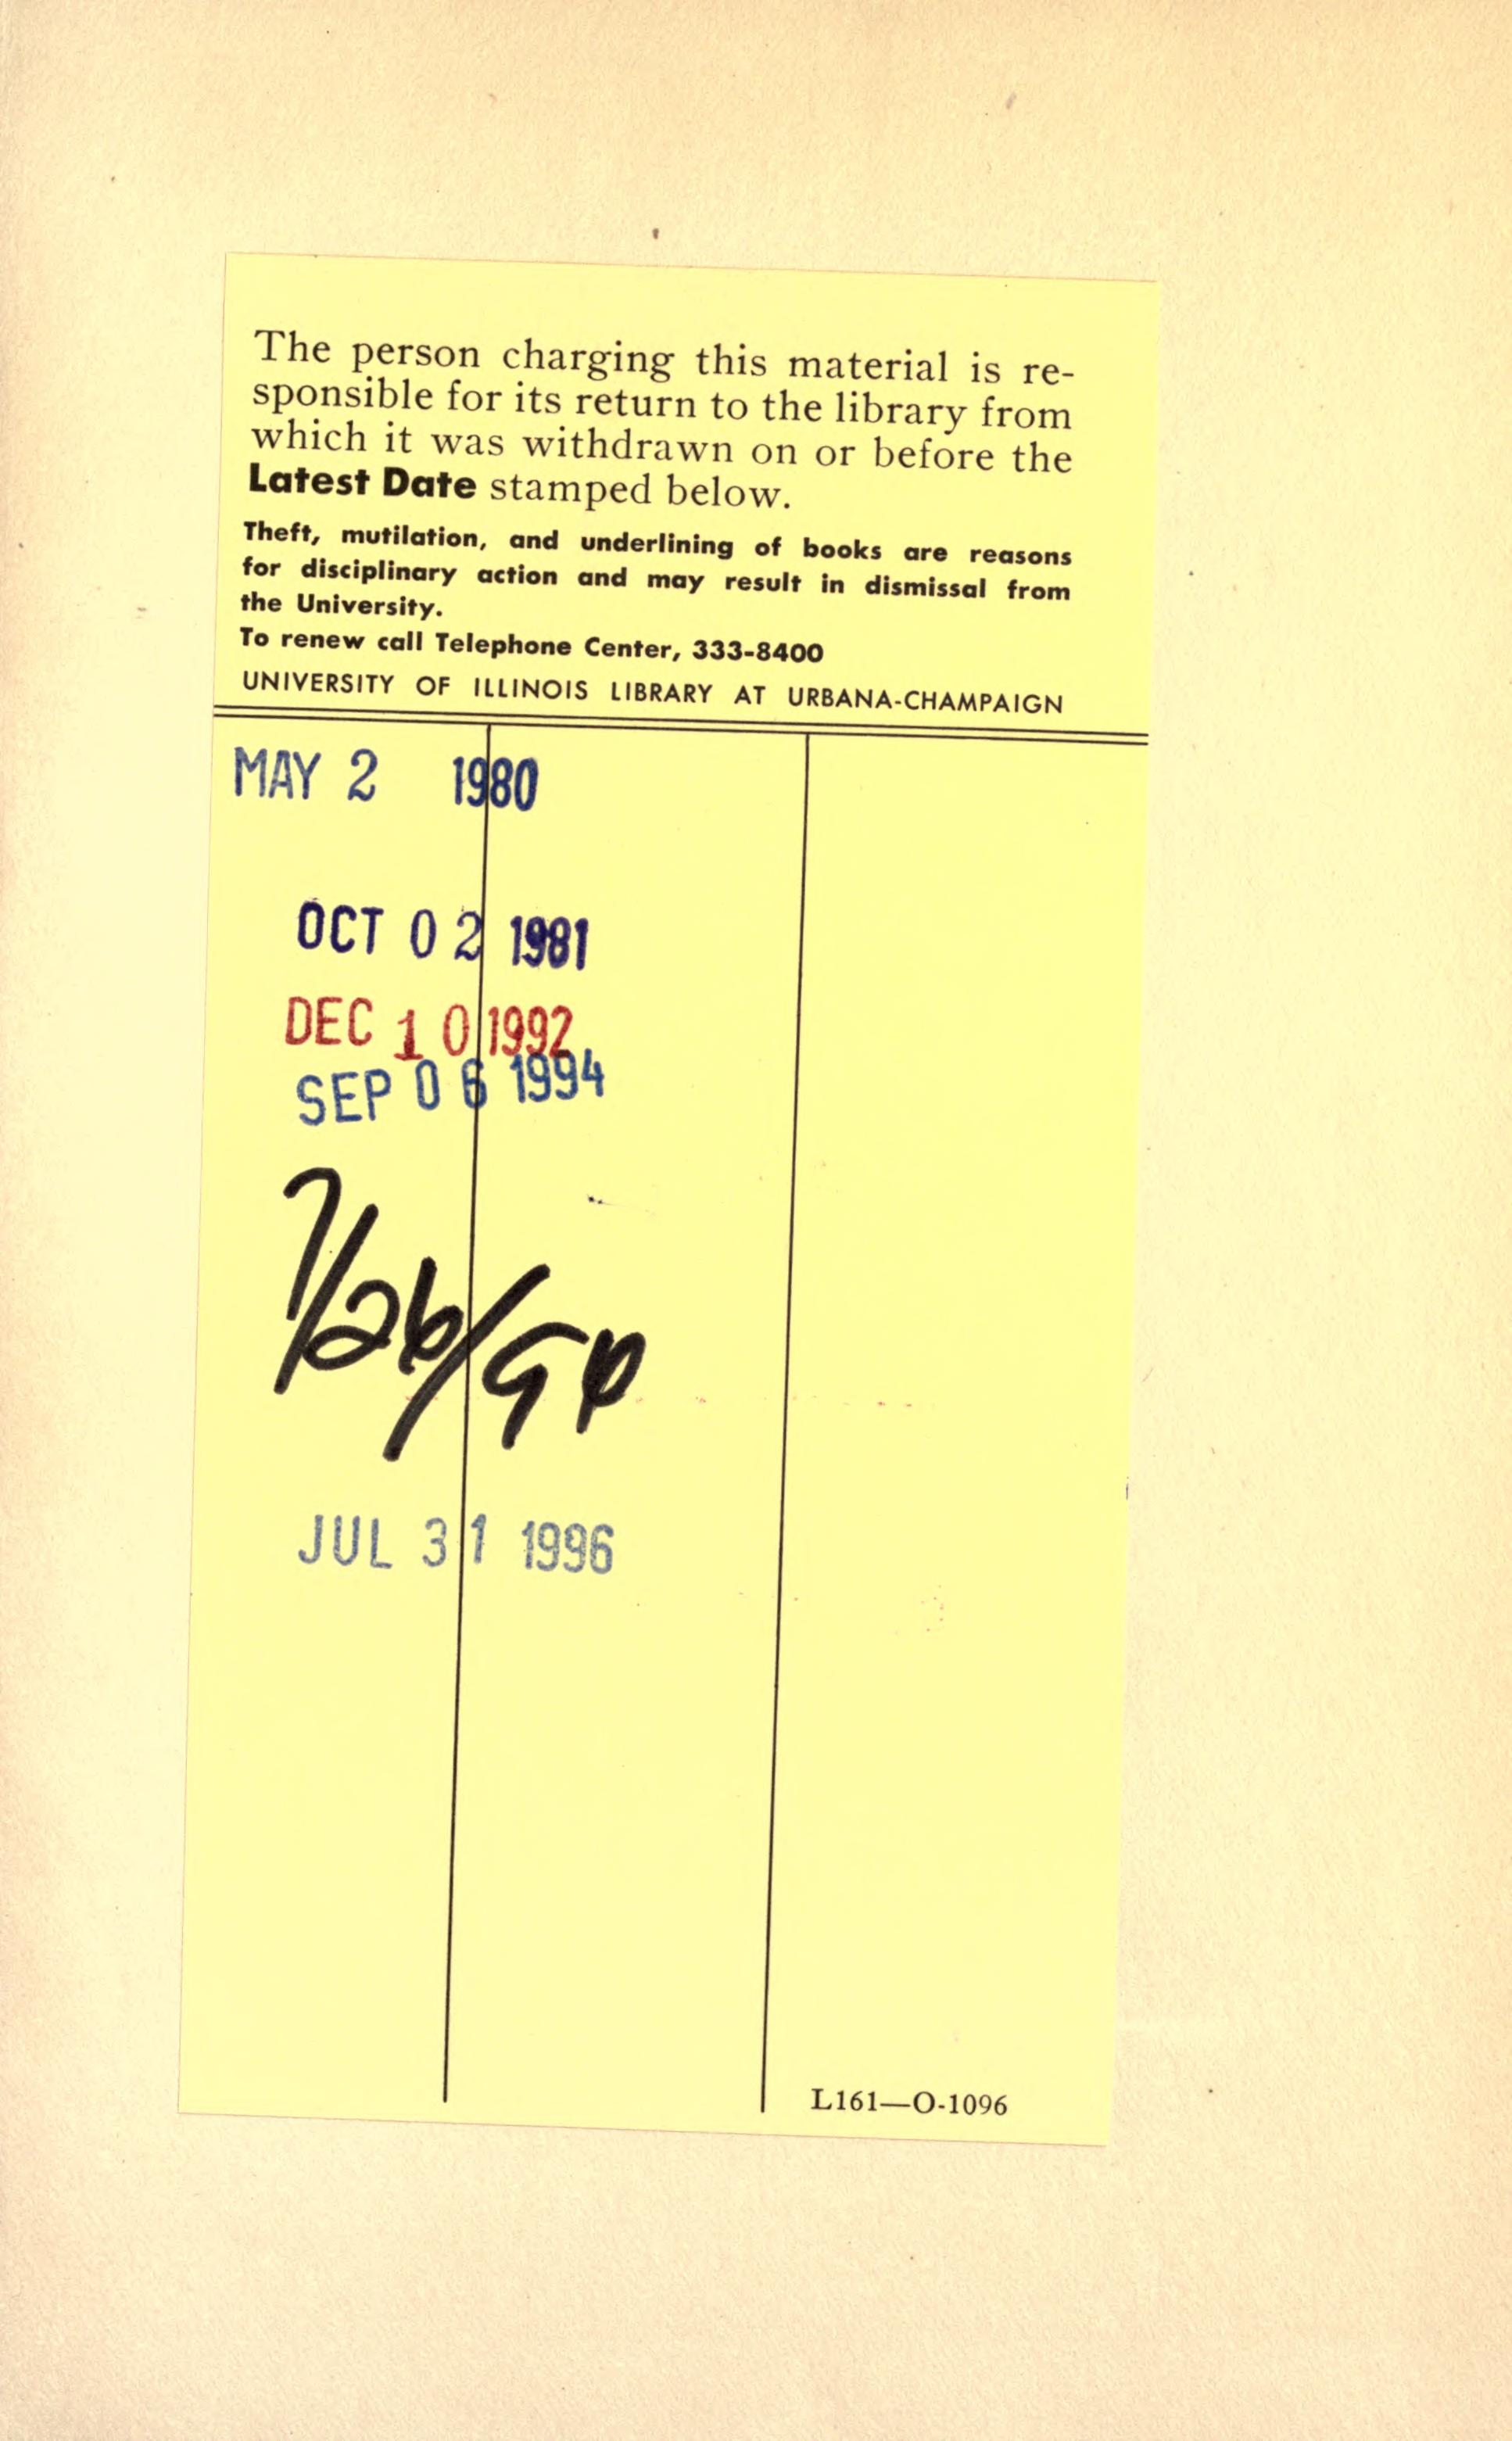 The person charging this material is re-
sponsible for its return to the library from
which it was withdrawn on or before the
Latest Date stamped below.
Theft, mutilation, and underlining of books are reasons
for disciplinary action and may result in dismissal from
the University.
To renew call Telephone Center, 333-8400
UNIVERSITY OF ILLINOIS LIBRARY AT URBANA-CHAMPAIGN
MAY 2 1980
OCT 02 1981
DEC 10 1992
SEP 06 1994
JUL 31 1996
L161—O-1096